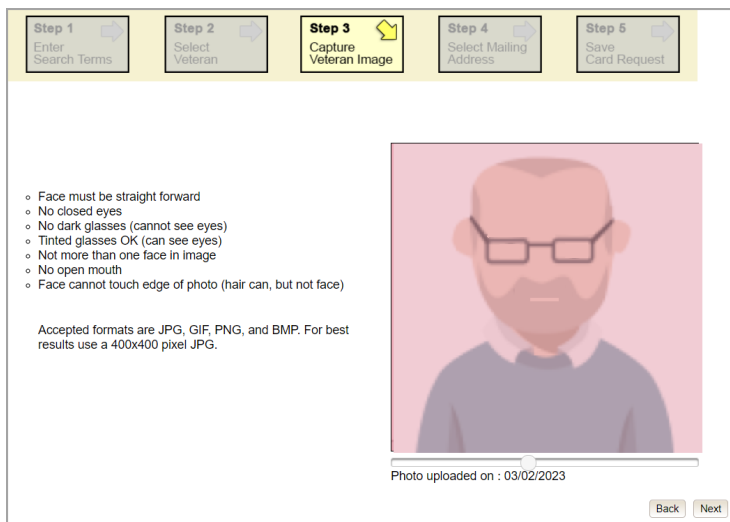 Step 1
Enter
Search Terms
Step 2
Select
Veteran
Step 3
Capture
Veteran Image
Step 4
Select Mailing
Address
Step 5
Save
Card Request
Face must be straight forward
No closed eyes
No dark glasses (cannot see eyes)
Tinted glasses OK (can see eyes)
Not more than one face in image
No open mouth
Face cannot touch edge of photo (hair can, but not face)
Accepted formats are JPG, GIF, PNG, and BMP. For best
results use a 400x400 pixel JPG.
Photo uploaded on : 03/02/2023
Back
Next